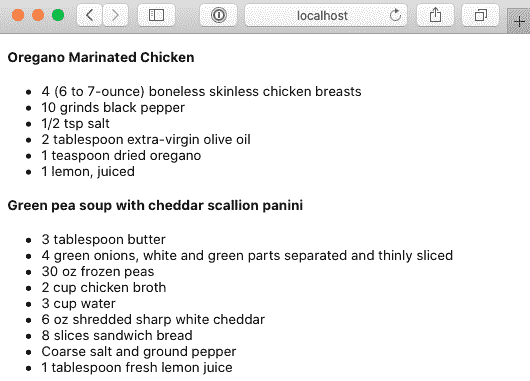 localhost
Oregano Marinated Chicken
4 (6 to 7-ounce) boneless skinless chicken breasts
10 grinds black pepper
1/2 tsp salt
2 tablespoon extra-virgin olive oil
1 teaspoon dried oregano
1 lemon, juiced
Green pea soup with cheddar scallion panini
3 tablespoon butter
4 green onions, white and green parts separated and thinly sliced
30 oz frozen peas
2 cup chicken broth
3 cup water
6 oz shredded sharp white cheddar
8 slices sandwich bread
Coarse salt and ground pepper
1 tablespoon fresh lemon juice